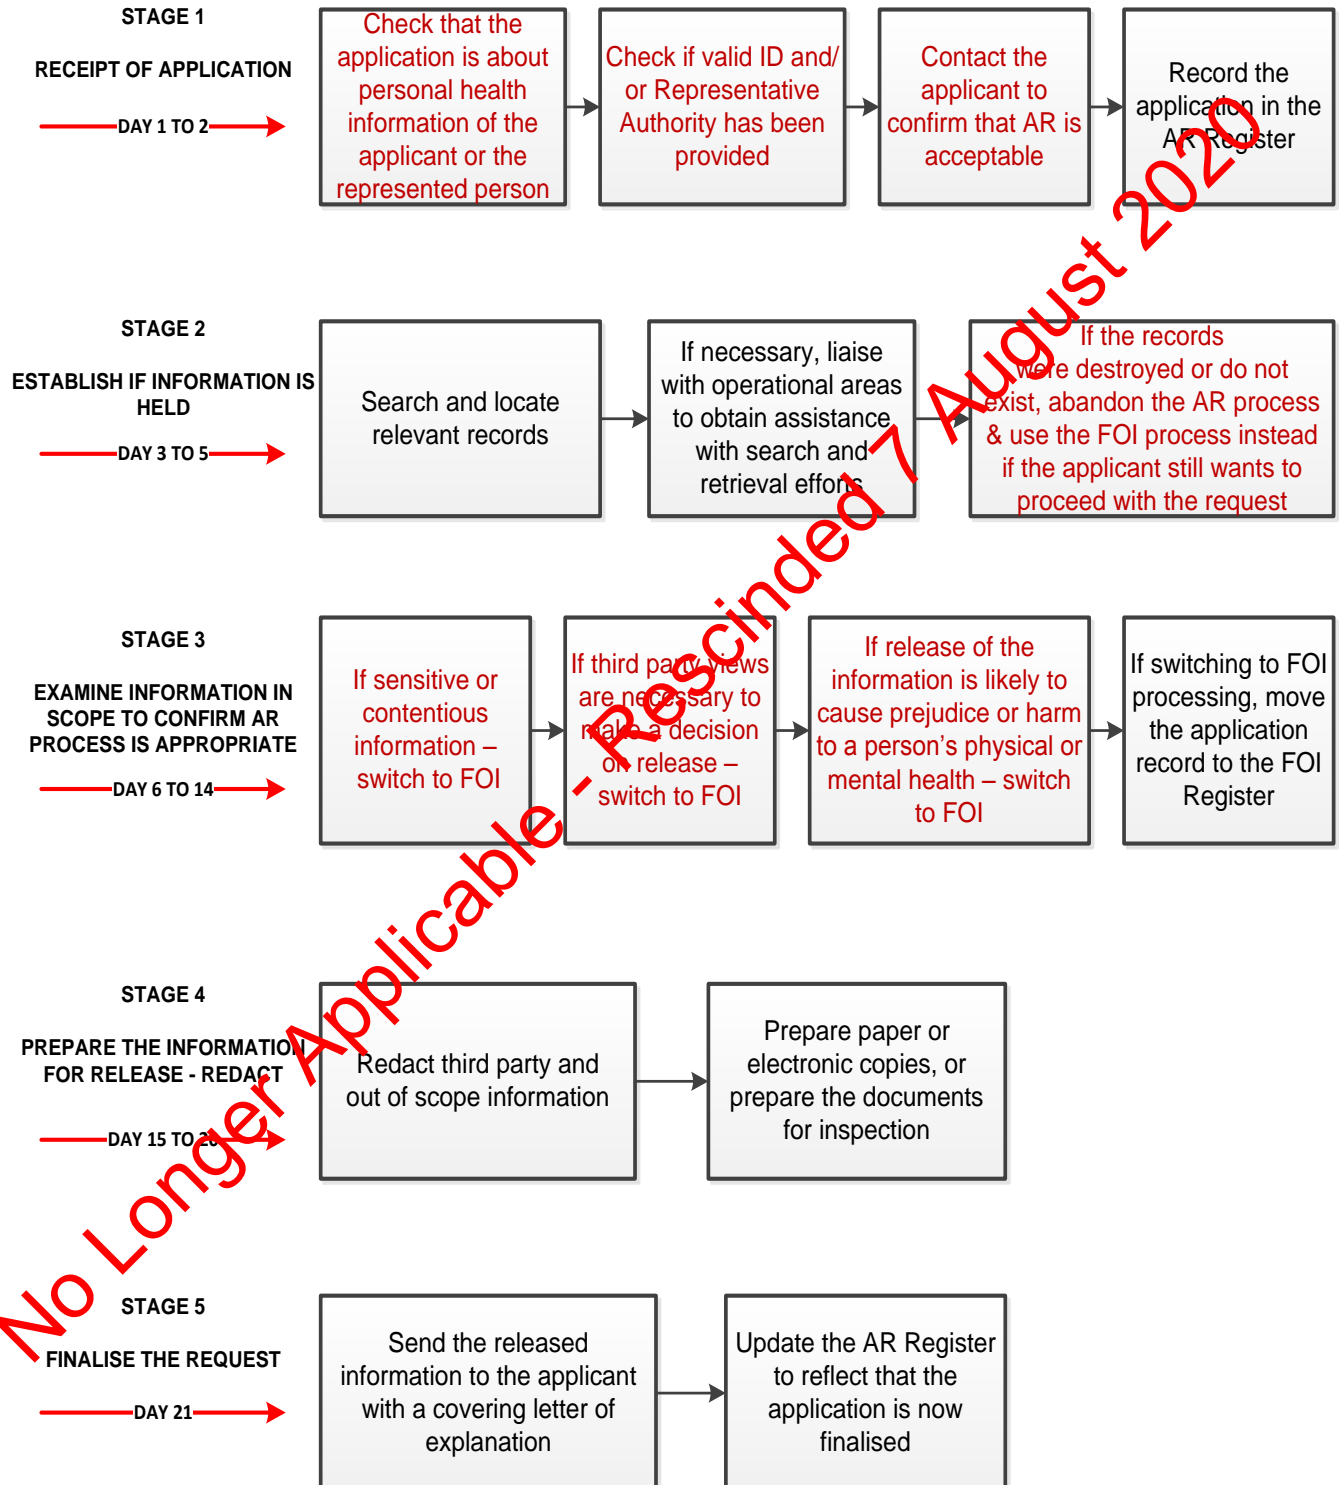 STAGE 1
RECEIPT OF APPLICATION
DAY 1 TO 2
Check that the
application is about
personal health
information of the
applicant or the
represented person
Check if valid ID and/
or Representative
Authority has been
provided
Contact the
applicant to
confirm that AR is
acceptable
Record the
application in the
AR Register
STAGE 2
ESTABLISH IF INFORMATION IS
HELD
DAY 3 TO 5
Search and locate
relevant records
If necessary, liaise
with operational areas
to obtain assistance
with search and
retrieval efforts
If the records
were destroyed or do not
exist, abandon the AR process
& use the FOI process instead
if the applicant still wants to
proceed with the request
STAGE 3
EXAMINE INFORMATION IN
SCOPE TO CONFIRM AR
PROCESS IS APPROPRIATE
DAY 6 TO 14
If sensitive or
contentious
information –
switch to FOI
If third party views
are necessary to
make a decision
on release –
switch to FOI
If release of the
information is likely to
cause prejudice or harm
to a person's physical or
mental health – switch
to FOI
If switching to FOI
processing, move
the application
record to the FOI
Register
STAGE 4
PREPARE THE INFORMATION
FOR RELEASE - REDACT
DAY 15 TO 20
Redact third party and
out of scope information
Prepare paper or
electronic copies, or
prepare the documents
for inspection
STAGE 5
FINALISE THE REQUEST
DAY 21
Send the released
information to the applicant
with a covering letter of
explanation
Update the AR Register
to reflect that the
application is now
finalised
No Longer Applicable - Rescinded 7 August 2020